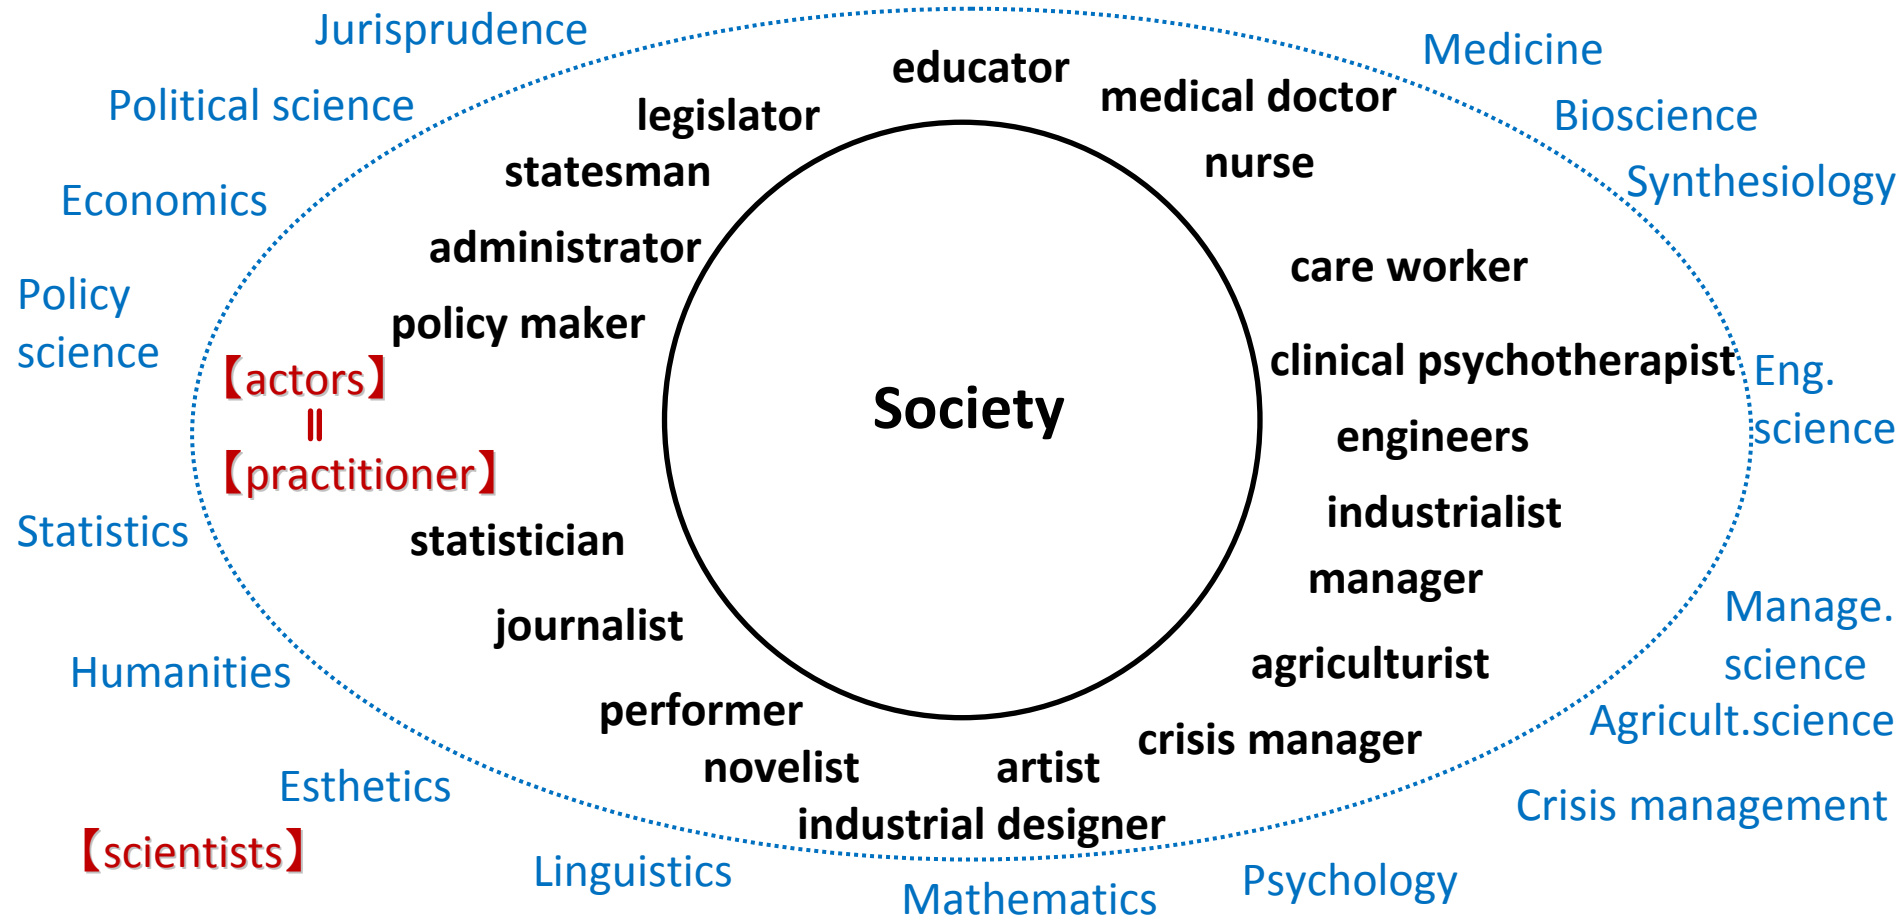 Jurisprudence
Medicine
educator
medical doctor
Political science
legislator
Bioscience
statesman
nurse
Economics
Synthesiology
administrator
care worker
Policy
science
policy maker
【actors】
||
【practitioner】
Society
clinical psychotherapist
Eng.
science
engineers
industrialist
Statistics
statistician
manager
journalist
Manage.
science
Humanities
agriculturist
performer
Agricult.science
crisis manager
novelist
artist
Esthetics
Crisis management
industrial designer
【scientists】
Linguistics
Mathematics
Psychology